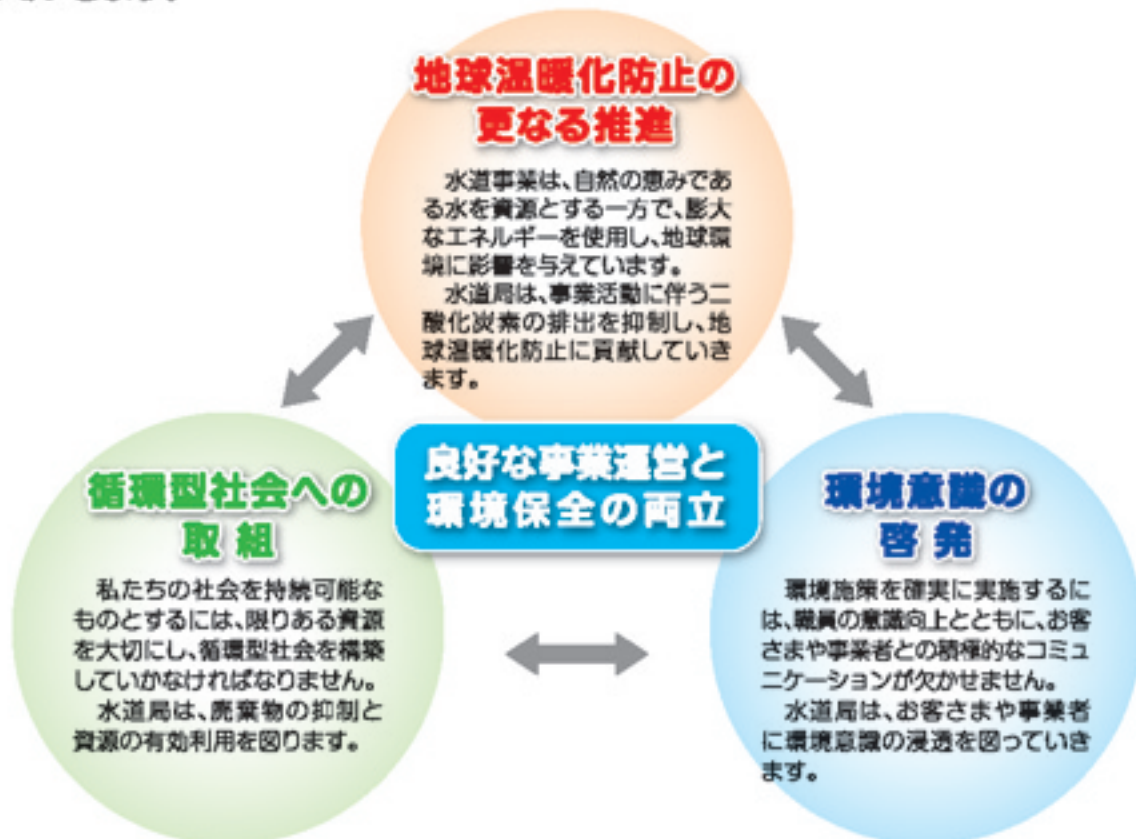 地球温暖化防止の
更なる推進
水道事業は、自然の恵みであ
る水を資源とする一方で、膨大
なエネルギーを使用し、地球環
境に影響を与えています。
水道局は、事業活動に伴う二
酸化炭素の排出を抑制し、地
球温暖化防止に貢献していき
ます。
良好な事業運営と
環境保全の両立
循環型社会への
取組
私たちの社会を持続可能な
ものとするには、限りある資源
を大切にし、循環型社会を構築
していかなければなりません。
水道局は、廃棄物の抑制と
資源の有効利用を図ります。
環境意識の
啓発
環境施策を確実に実施するに
は、職員の意識向上とともに、お客
さまや事業者との積極的なコミュ
ニケーションが欠かせません。
水道局は、お客さまや事業者
に環境意識の浸透を図っていき
ます。